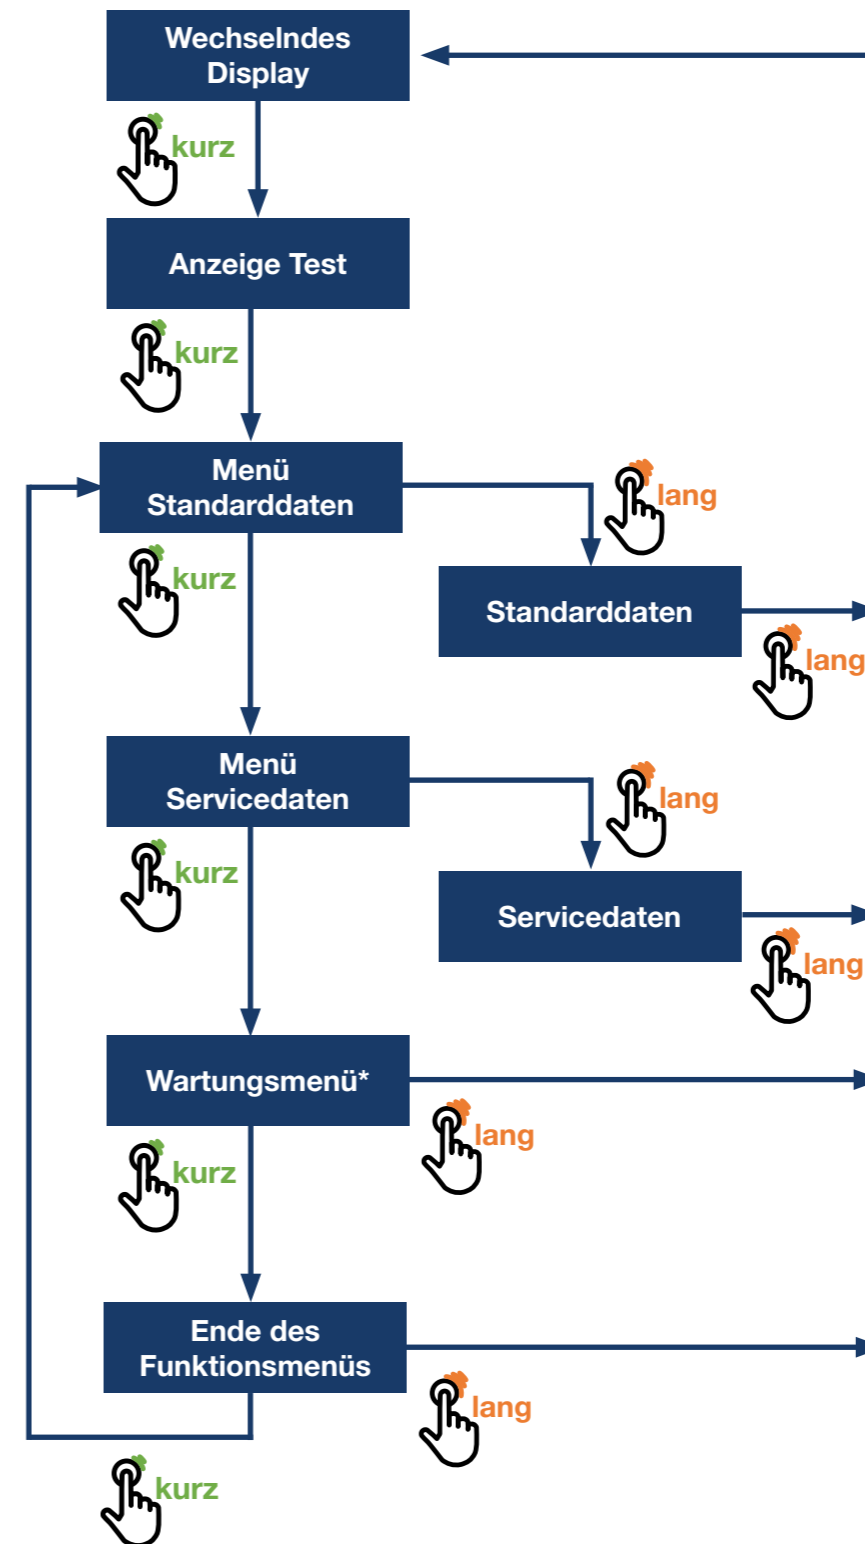 Wechselndes
Display
kurz
Anzeige Test
kurz
Menü
Standarddaten
lang
kurz
Standarddaten
lang
Menü
Servicedaten
lang
kurz
Servicedaten
lang
Wartungsmenü*
lang
kurz
Ende des
Funktionsmenüs
lang
kurz